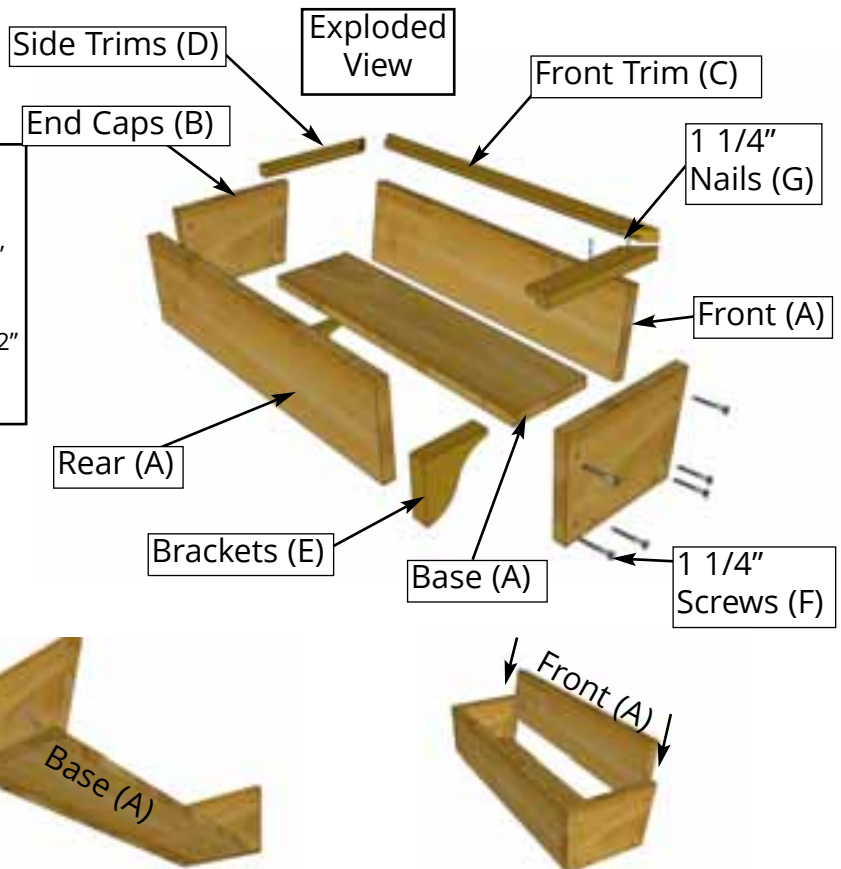 Exploded
View
Side Trims (D)
Front Trim (C)
End Caps (B)
1 1/4”
Nails (G)
”
2”
Front (A)
Rear (A)
Brackets (E)
Base (A)
1 1/4”
Screws (F)
Base (A)
Front (A)